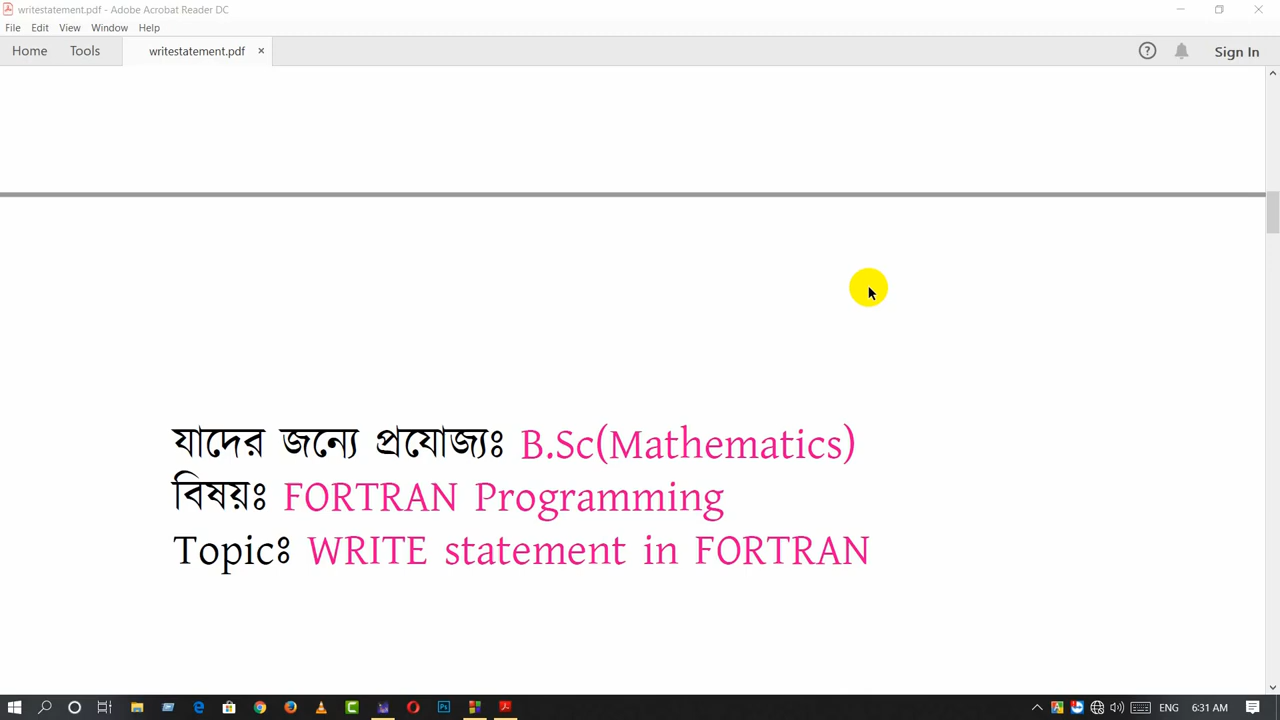 writestatement.pdf - Adobe Acrobat Reader DC
File Edit View Window Help
Home Tools writestatement.pdf × Sign In
যাদের জন্যে প্রযোজ্যঃ B.Sc(Mathematics)
বিষয়ঃ FORTRAN Programming
Topicঃ WRITE statement in FORTRAN
ENG 6:31 AM